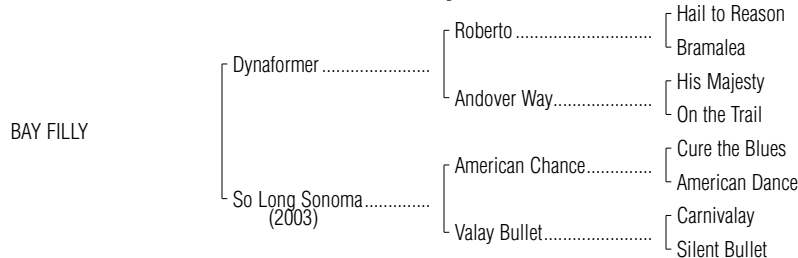 Hail to Reason
Roberto ............................
Bramalea
Dynaformer ......................
His Majesty
Andover Way....................
On the Trail
BAY FILLY
Cure the Blues
American Chance.............
American Dance
So Long Sonoma.............
(2003)
Carnivalay
Valay Bullet......................
Silent Bullet